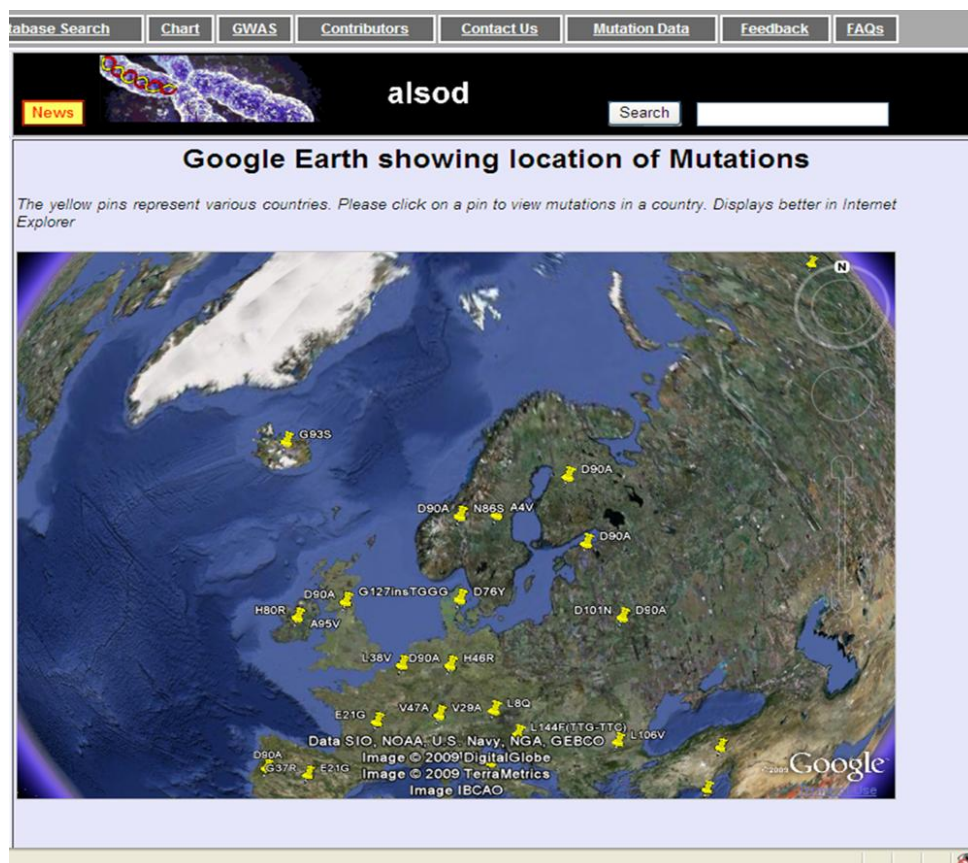 tabase Search Chart GWAS Contributors Contact Us Mutation Data Feedback FAQs
alsod
News Search
Google Earth showing location of Mutations
The yellow pins represent various countries. Please click on a pin to view mutations in a country. Displays better in Internet
Explorer
N
G93S
D90A
D90A N86S A4V
D90A
D90A G127insTGGG D76Y
H80R D101N D90A
A95V
L38V D90A H46R
E21G V47A V29A L8Q
L144F(TTG-TTC) L106V
Data SIO, NOAA, U.S. Navy, NGA, GEBCO
D90A Image © 2009 DigitalGlobe
G37R E21G Image © 2009 TerraMetrics
©2009 Google
Image IBCAO